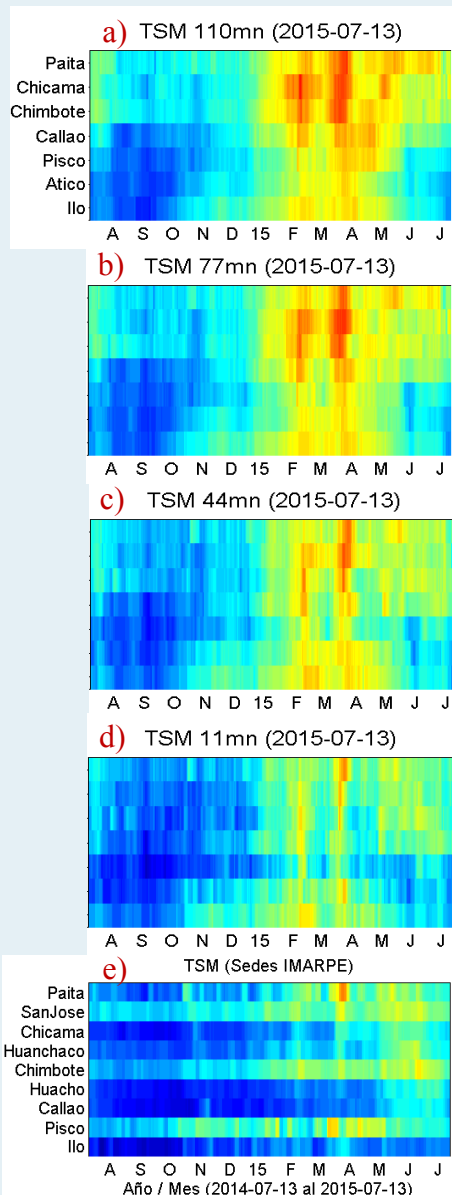 a) TSM 110mn (2015-07-13)
Paita
Chicama
Chimbote
Callao
Pisco
Atico
Ilo
A S O N D 15 F M A M J J
b) TSM 77mn (2015-07-13)
A S O N D 15 F M A M J J
c) TSM 44mn (2015-07-13)
A S O N D 15 F M A M J J
d) TSM 11mn (2015-07-13)
A S O N D 15 F M A M J J
e) TSM (Sedes IMARPE)
Paita
SanJose
Chicama
Huanchaco
Chimbote
Huacho
Callao
Pisco
Ilo
A S O N D 15 F M A M J J
Año / Mes (2014-07-13 al 2015-07-13)